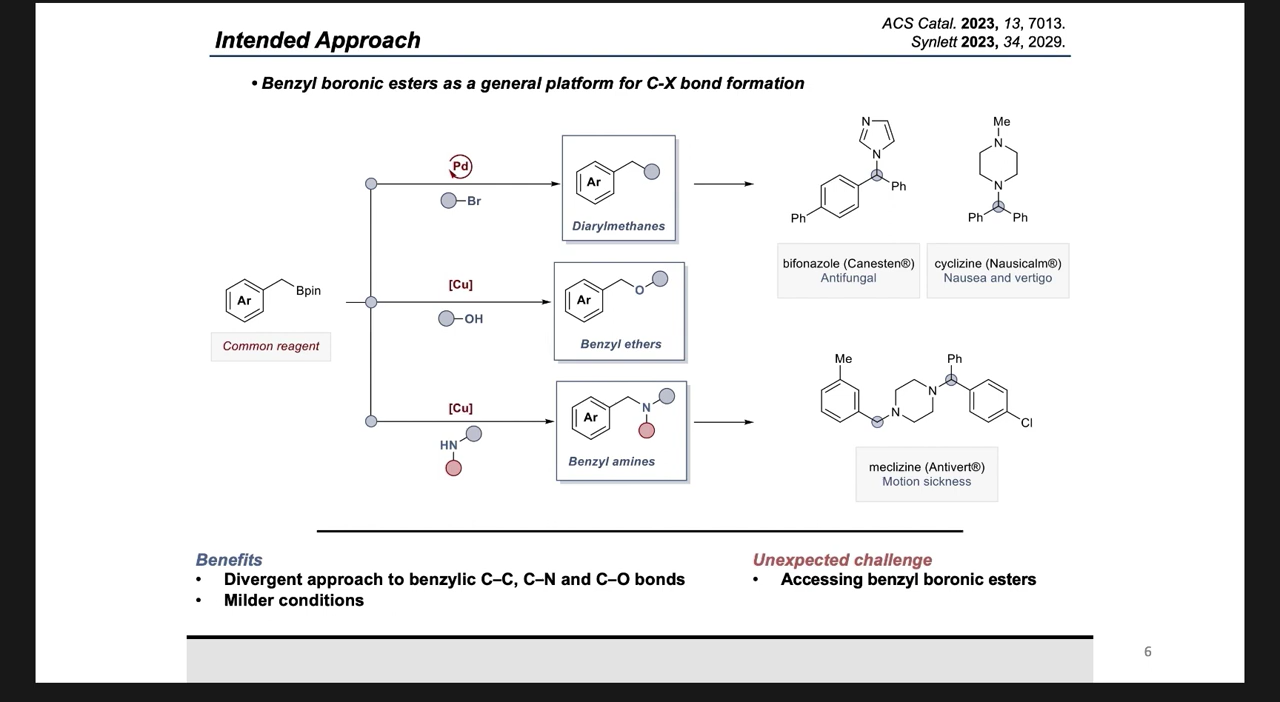 Intended Approach
ACS Catal. 2023, 13, 7013.
Synlett 2023, 34, 2029.
• Benzyl boronic esters as a general platform for C-X bond formation
Ar
Bpin
Common reagent
Pd
Br
Ar
Diarylmethanes
[Cu]
OH
Ar
O
Benzyl ethers
[Cu]
HN
Ar
N
Benzyl amines
N
N
Ph
Ph
bifonazole (Canesten®)
Antifungal
Me
N
N
Ph
Ph
cyclizine (Nausicalm®)
Nausea and vertigo
Me
Ph
N
N
Cl
meclizine (Antivert®)
Motion sickness
Benefits
• Divergent approach to benzylic C–C, C–N and C–O bonds
• Milder conditions
Unexpected challenge
• Accessing benzyl boronic esters
6